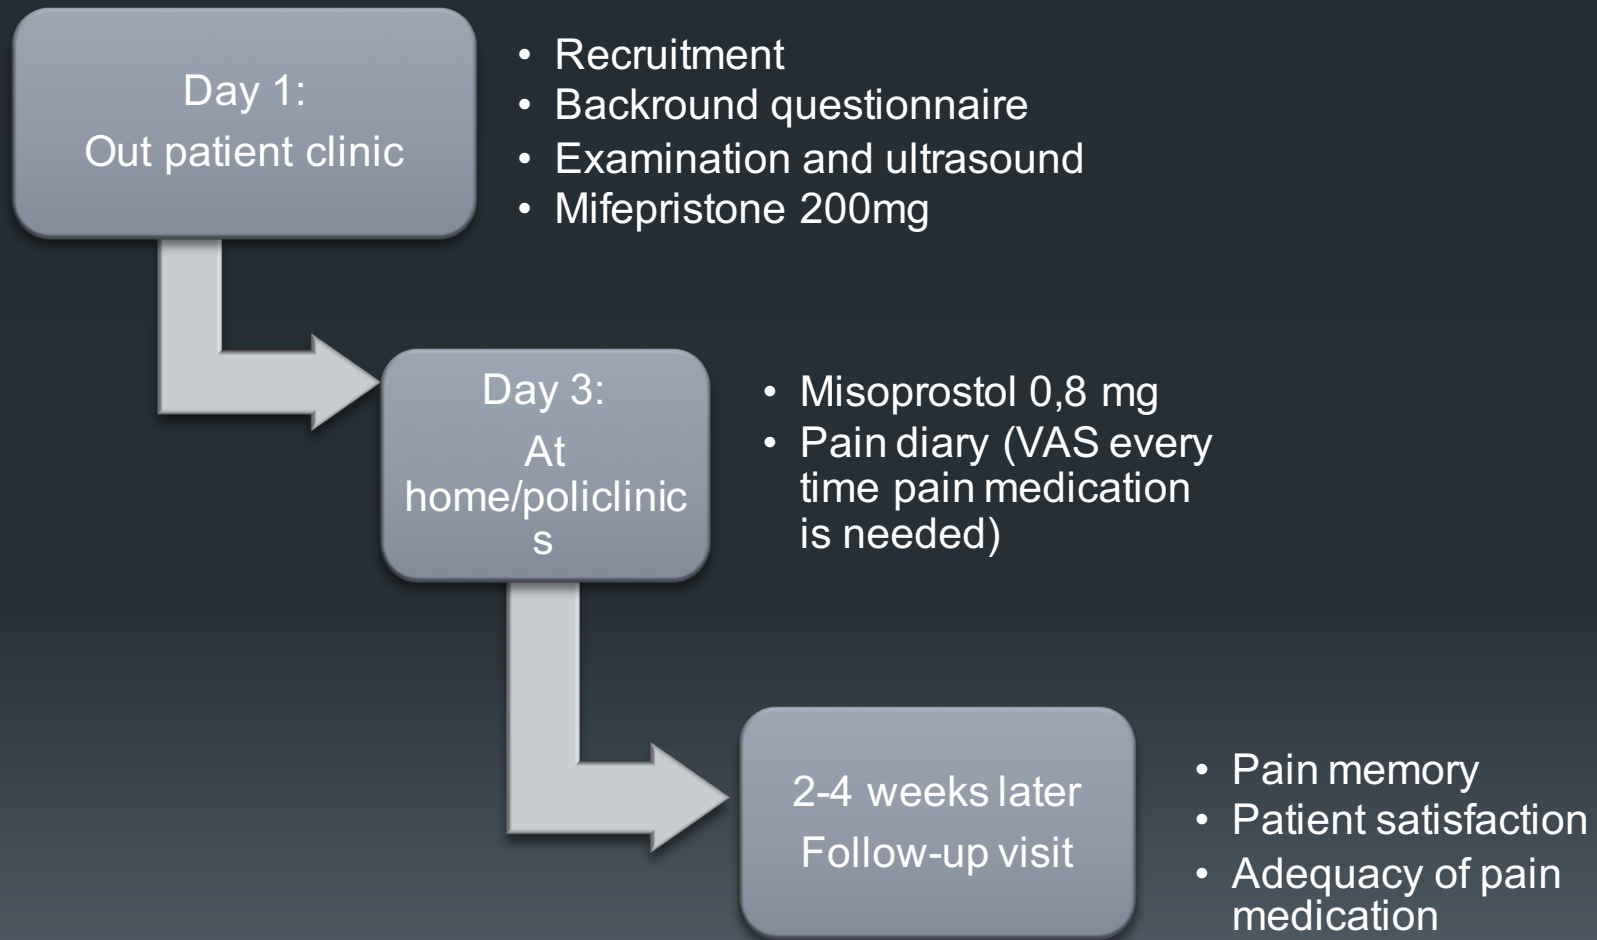 Day 1:
Out patient clinic
• Recruitment
• Backround questionnaire
• Examination and ultrasound
• Mifepristone 200mg
Day 3:
At
home/policlinic
s
• Misoprostol 0,8 mg
• Pain diary (VAS every
time pain medication
is needed)
2-4 weeks later
Follow-up visit
• Pain memory
• Patient satisfaction
• Adequacy of pain
medication